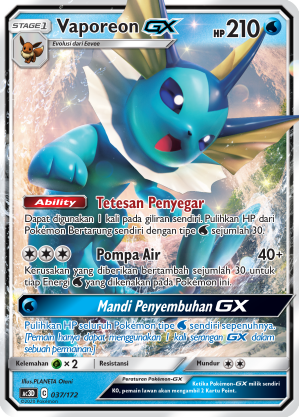 STAGE 1
Vaporeon GX
HP 210
Evolusi dari Eevee
Ability Tetesan Penyegar
Dapat digunakan 1 kali pada giliran sendiri. Pulihkan HP dari
Pokémon Bertarung sendiri dengan tipe sejumlah 30.
Pompa Air 40+
Kerusakan yang diberikan bertambah sejumlah 30 untuk
tiap Energi yang dikenakan pada Pokémon ini.
Mandi Penyembuhan GX
Pulihkan HP seluruh Pokémon tipe sendiri sepenuhnya.
[Pemain hanya dapat menggunakan 1 kali serangan GX dalam
sebuah permainan.]
Kelemahan × 2 Resistansi Mundur
Illus. PLANETA Otani
Peraturan Pokémon-GX
Ketika Pokémon-GX milik sendiri
KO, pemain lawan akan mengambil 2 Kartu Point.
C 037/172